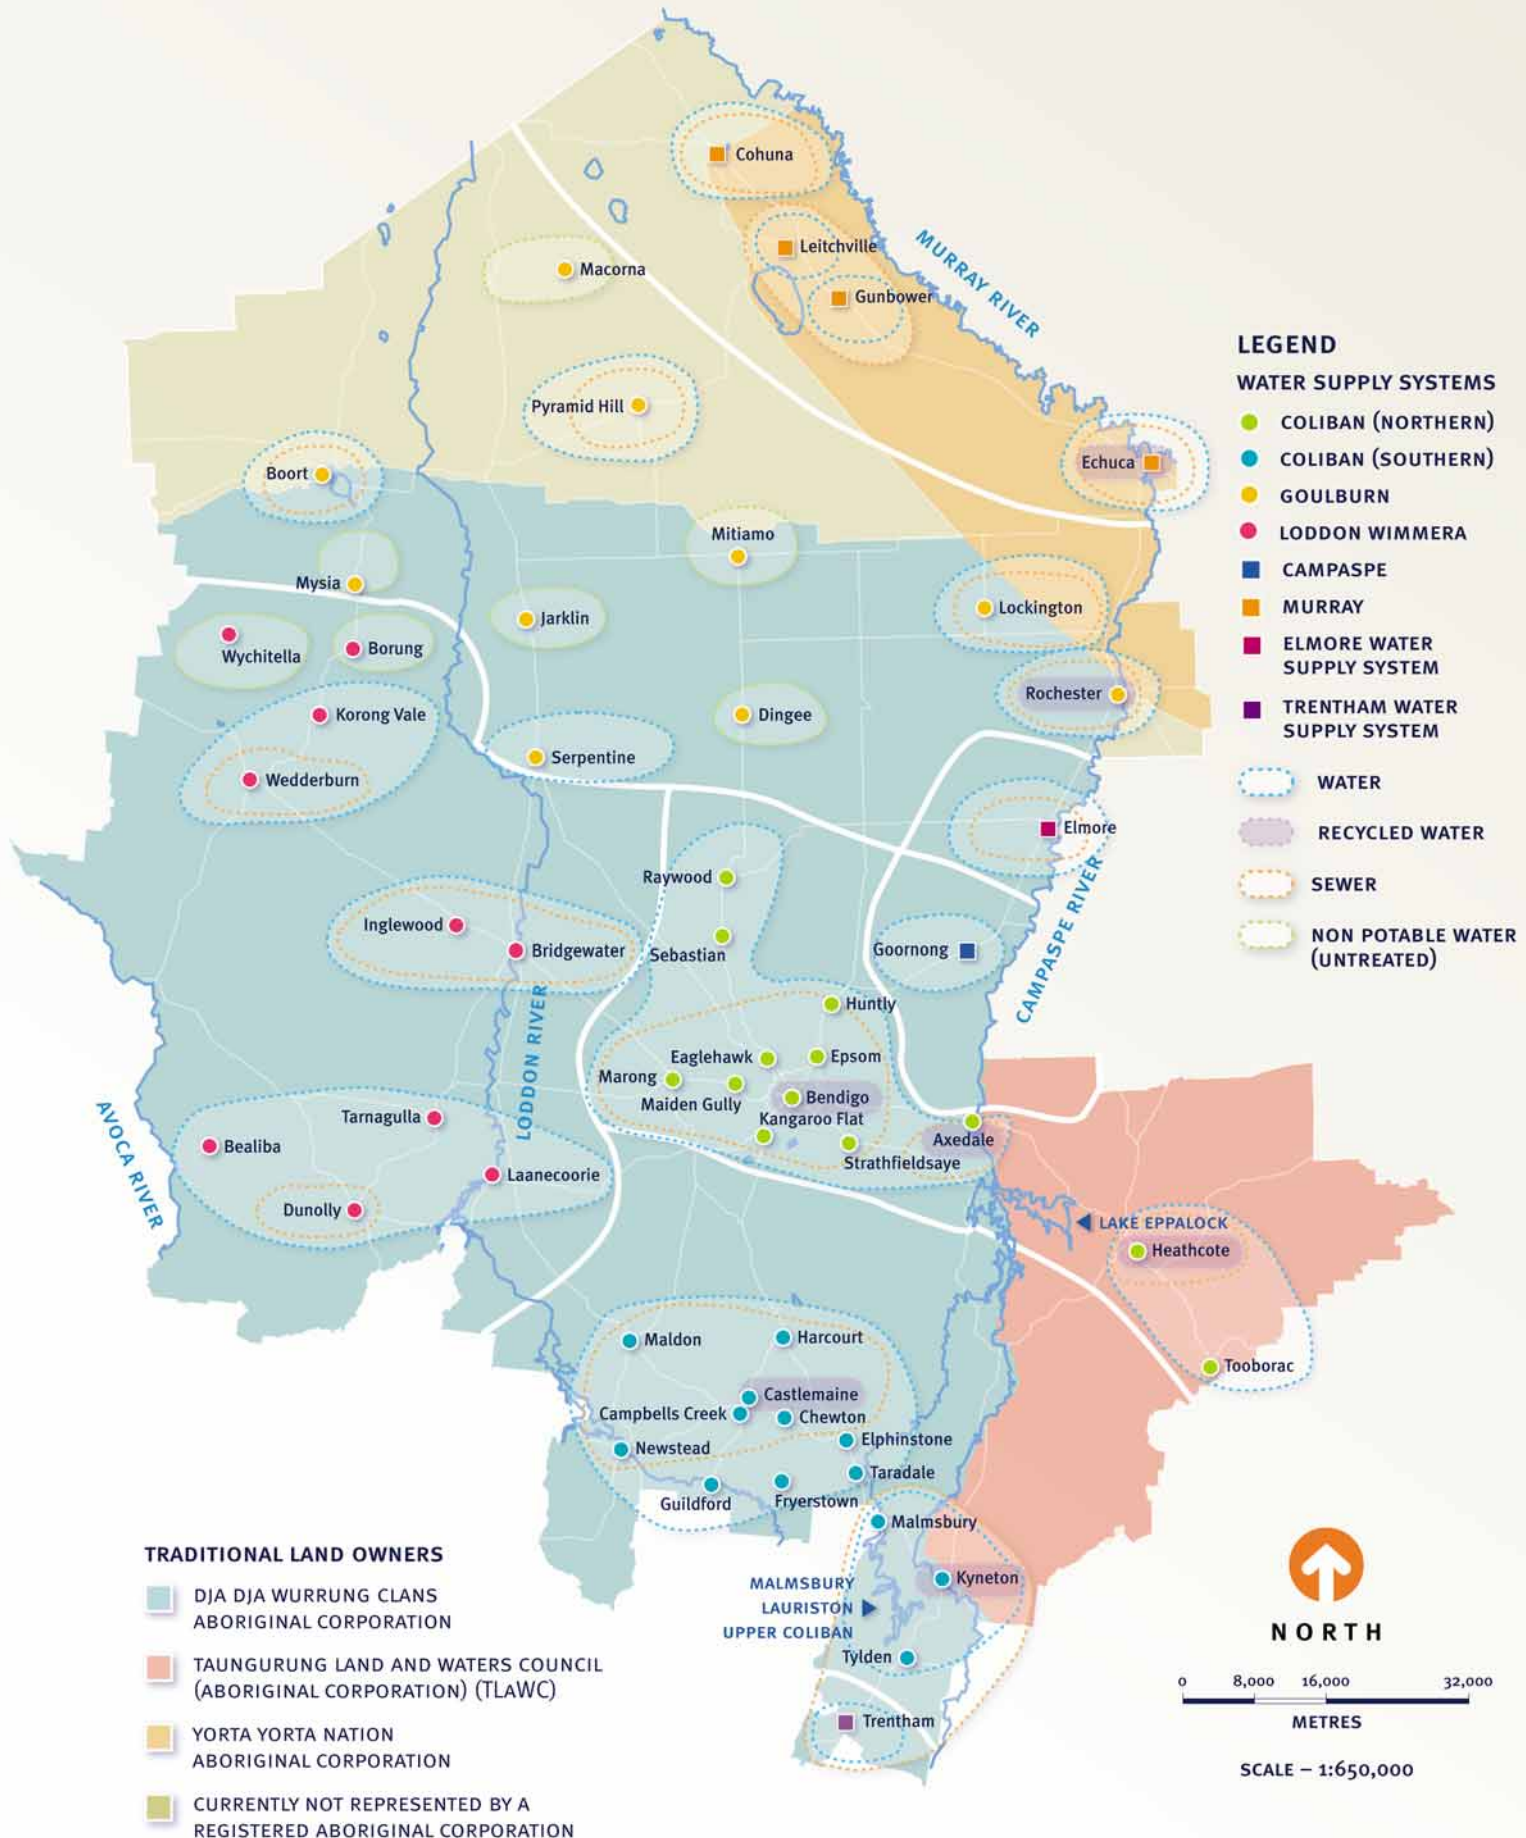 Cohuna
Leitchville
Gunbower
MURRAY RIVER
Macorna
Pyramid Hill
Echuca
Boort
Mitiamo
Mysia
Jarklin
Lockington
Wychitella
Borung
Rochester
Korong Vale
Dingee
Serpentine
Wedderburn
Elmore
Raywood
CAMPASPE RIVER
Inglewood
Bridgewater
Sebastian
Goornong
LODDON RIVER
Huntly
Eaglehawk
Epsom
Marong
Maiden Gully
Bendigo
Kangaroo Flat
Axedale
Strathfieldsaye
AVOCA RIVER
Tarnagulla
Bealiba
Laanecoorie
Dunolly
LAKE EPPALOCK
Heathcote
Tooborac
Maldon
Harcourt
Castlemaine
Campbells Creek
Chewton
Elphinstone
Newstead
Taradale
Guildford
Fryerstown
Malmsbury
Kyneton
MALMSBURY
LAURISTON
UPPER COLIBAN
Tylden
Trentham
LEGEND
WATER SUPPLY SYSTEMS
COLIBAN (NORTHERN)
COLIBAN (SOUTHERN)
GOULBURN
LODDON WIMMERA
CAMPASPE
MURRAY
ELMORE WATER
SUPPLY SYSTEM
TRENTHAM WATER
SUPPLY SYSTEM
WATER
RECYCLED WATER
SEWER
NON POTABLE WATER
(UNTREATED)
TRADITIONAL LAND OWNERS
DJA DJA WURRUNG CLANS
ABORIGINAL CORPORATION
TAUNGURUNG LAND AND WATERS COUNCIL
(ABORIGINAL CORPORATION) (TLaWC)
YORTA YORTA NATION
ABORIGINAL CORPORATION
CURRENTLY NOT REPRESENTED BY A
REGISTERED ABORIGINAL CORPORATION
NORTH
0 8,000 16,000 32,000
METRES
SCALE – 1:650,000